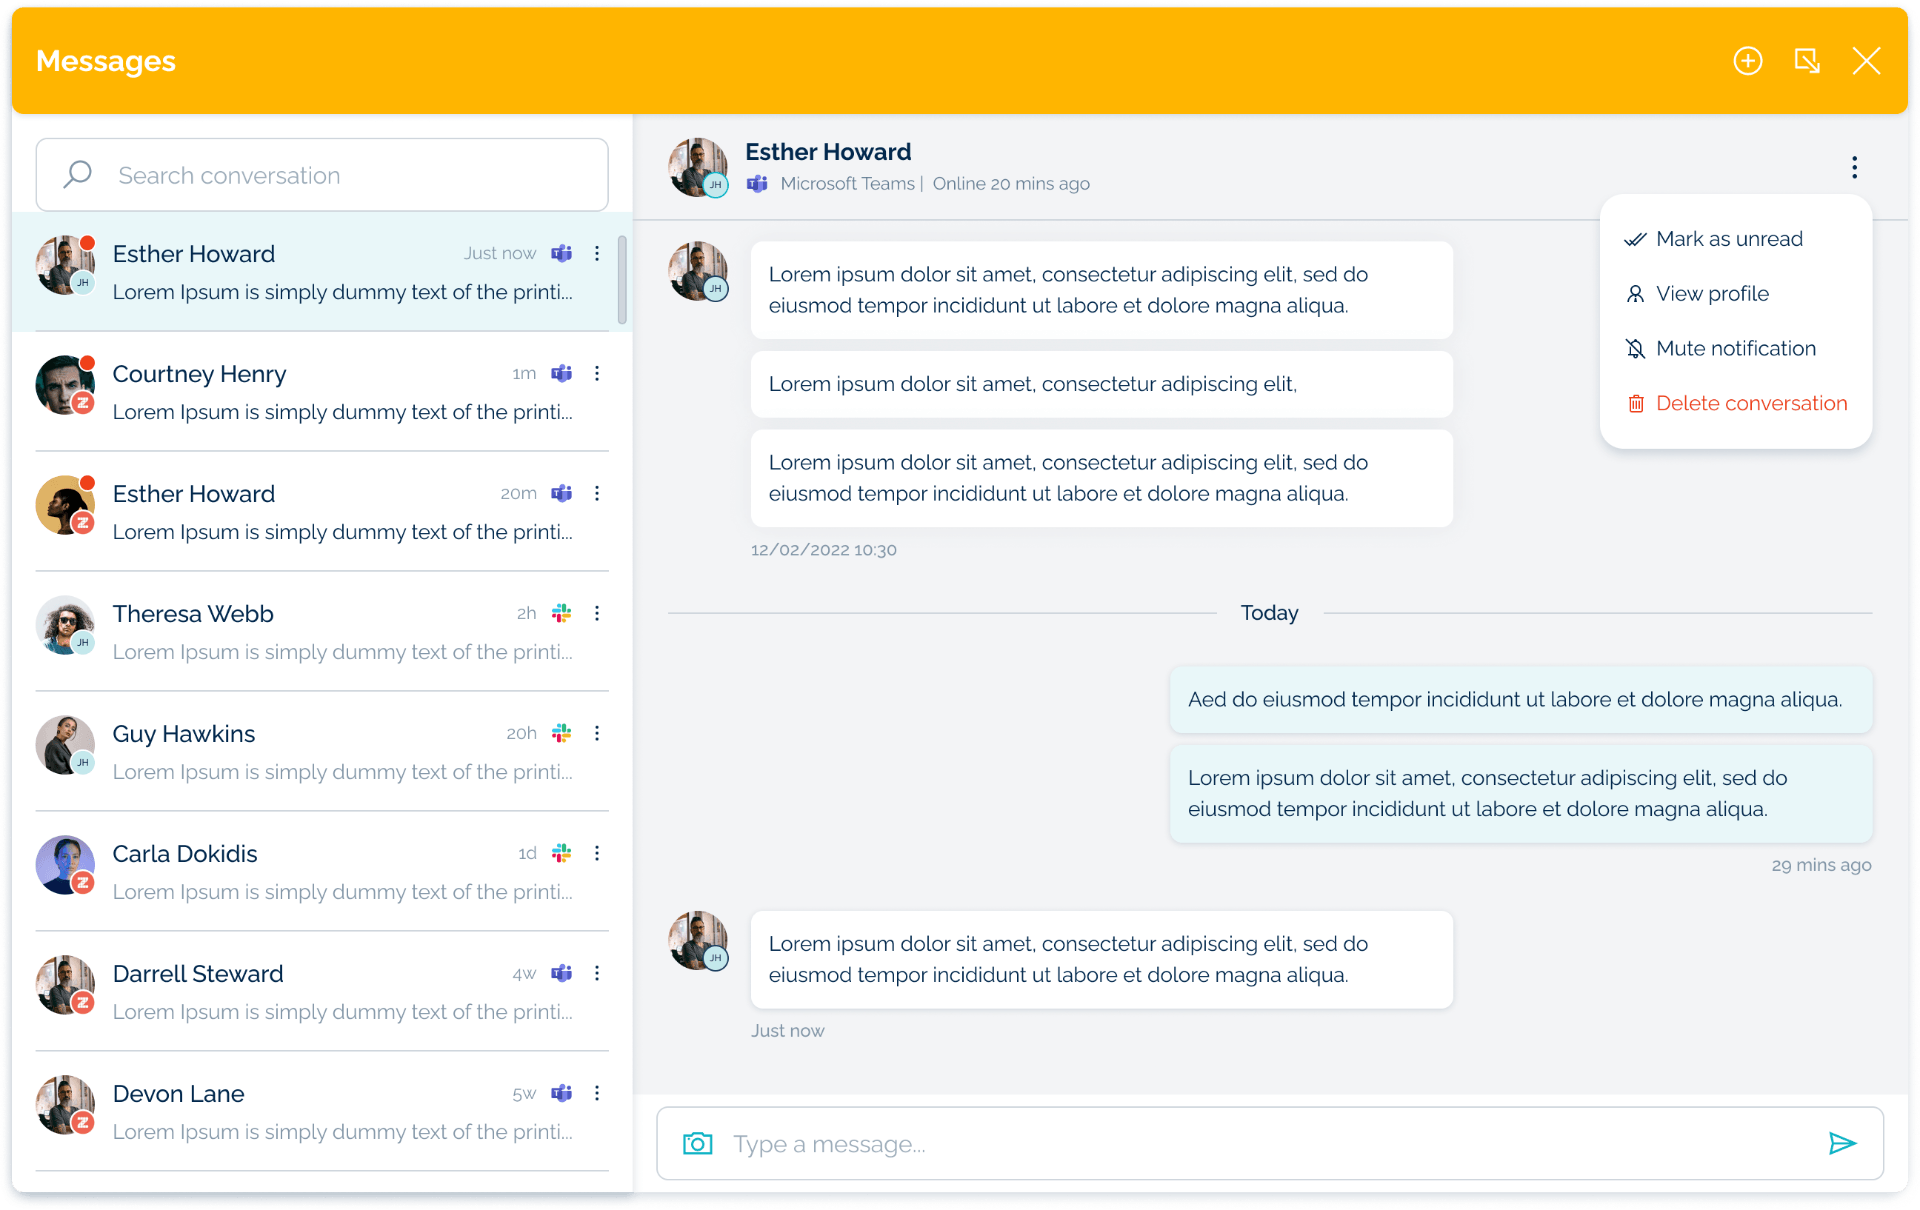 Messages
Search conversation
Esther Howard
Just now
JH
Lorem Ipsum is simply dummy text of the printi...
Courtney Henry
1m
Lorem Ipsum is simply dummy text of the printi...
Esther Howard
20m
Lorem Ipsum is simply dummy text of the printi...
Theresa Webb
2h
JH
Lorem Ipsum is simply dummy text of the printi...
Guy Hawkins
20h
JH
Lorem Ipsum is simply dummy text of the printi...
Carla Dokidis
1d
Lorem Ipsum is simply dummy text of the printi...
Darrell Steward
4w
Lorem Ipsum is simply dummy text of the printi...
Devon Lane
5w
Lorem Ipsum is simply dummy text of the printi...
Esther Howard
JH
Microsoft Teams | Online 20 mins ago
Mark as unread
View profile
Mute notification
Delete conversation
JH
Lorem ipsum dolor sit amet, consectetur adipiscing elit, sed do
eiusmod tempor incididunt ut labore et dolore magna aliqua.
Lorem ipsum dolor sit amet, consectetur adipiscing elit,
Lorem ipsum dolor sit amet, consectetur adipiscing elit, sed do
eiusmod tempor incididunt ut labore et dolore magna aliqua.
12/02/2022 10:30
Today
Aed do eiusmod tempor incididunt ut labore et dolore magna aliqua.
Lorem ipsum dolor sit amet, consectetur adipiscing elit, sed do
eiusmod tempor incididunt ut labore et dolore magna aliqua.
29 mins ago
JH
Lorem ipsum dolor sit amet, consectetur adipiscing elit, sed do
eiusmod tempor incididunt ut labore et dolore magna aliqua.
Just now
Type a message...